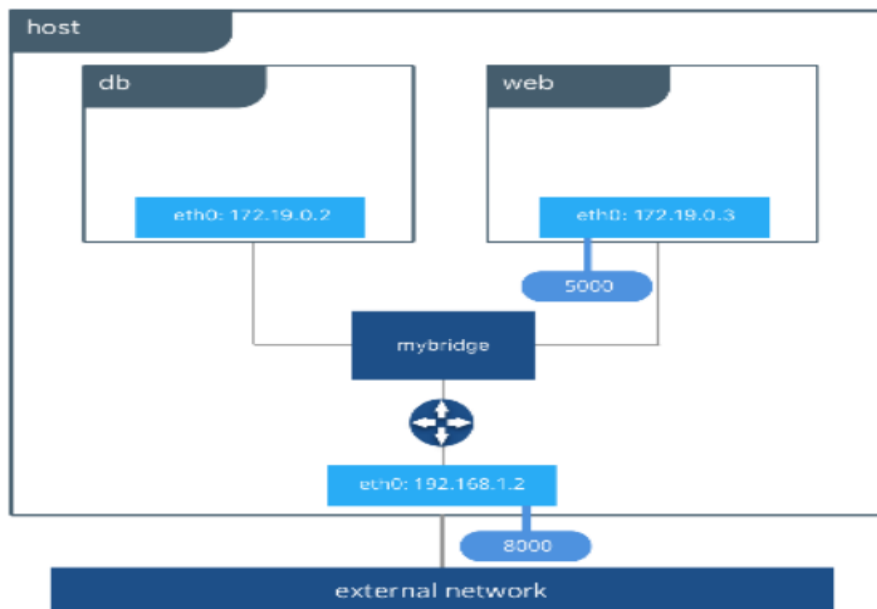 host
db
web
eth0: 172.19.0.2
eth0: 172.19.0.3
5000
mybridge
eth0: 192.168.1.2
8000
external network